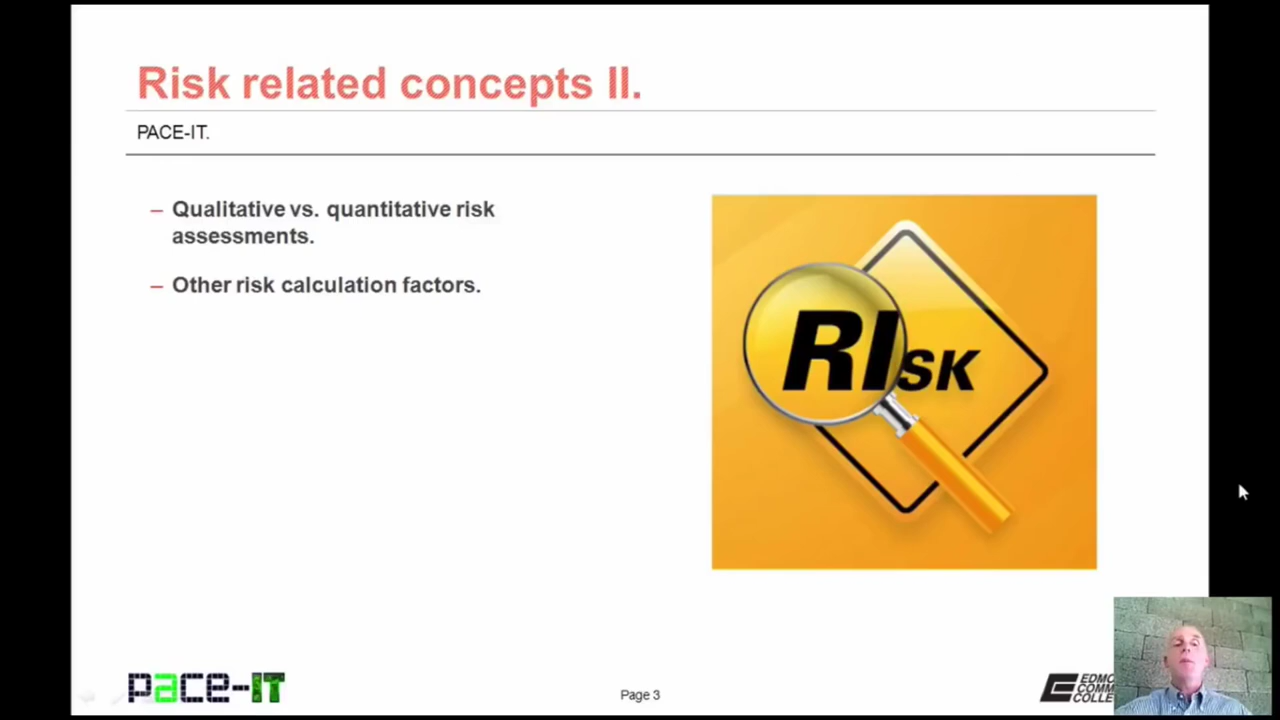 Risk related concepts II.
PACE-IT.
– Qualitative vs. quantitative risk
assessments.
– Other risk calculation factors.
RIsk
pace-IT
Page 3